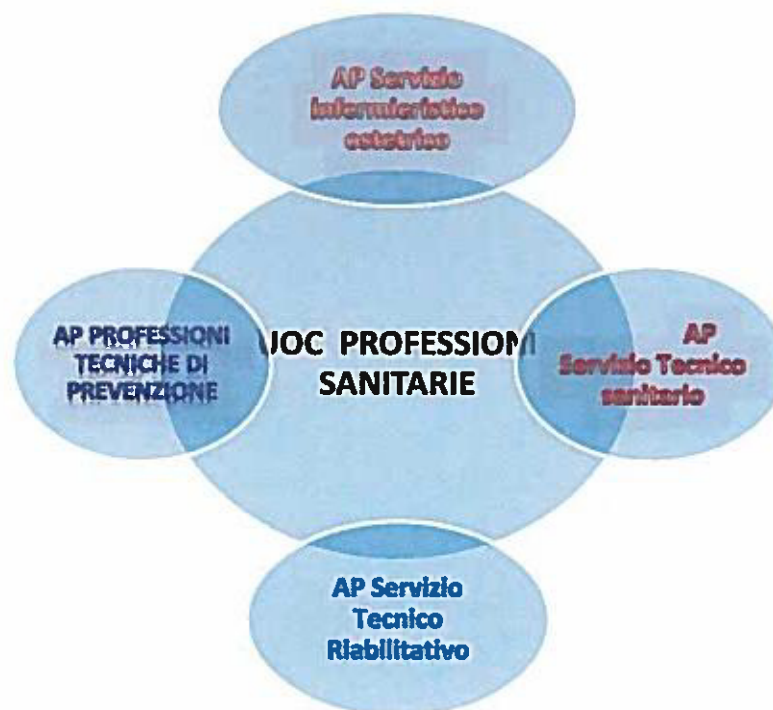 AP Servizio
infermieristico
ostetrico
AP PROFESSIONI
TECNICHE DI
PREVENZIONE
UOC PROFESSIONI
SANITARIE
AP
Servizio Tecnico
sanitario
AP Servizio
Tecnico
Riabilitativo